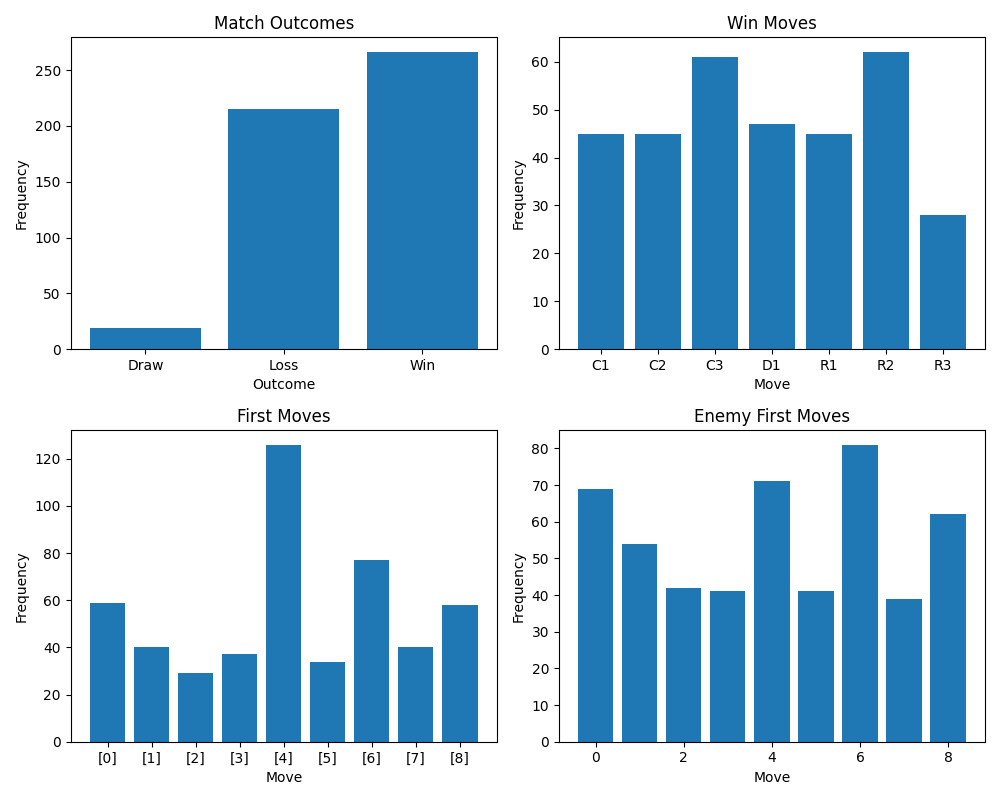 Match Outcomes
Frequency
250
200
150
100
50
0
Draw Loss Win
Outcome
Win Moves
Frequency
60
50
40
30
20
10
0
C1 C2 C3 D1 R1 R2 R3
Move
First Moves
Frequency
120
100
80
60
40
20
0
[0] [1] [2] [3] [4] [5] [6] [7] [8]
Move
Enemy First Moves
Frequency
80
70
60
50
40
30
20
10
0
0 2 4 6 8
Move